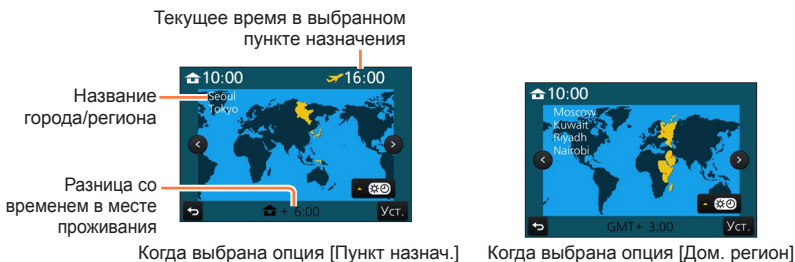 Текущее время в выбранном
пункте назначения
10:00
16:00
Название
города/региона
Seoul
Tokyo
Разница со
временем в месте
проживания
+ 6:00
Уст.
Когда выбрана опция [Пункт назнач.]
10:00
Moscow
Kuwait
Riyadh
Nairobi
GMT+ 3:00
Уст.
Когда выбрана опция [Дом. регион]